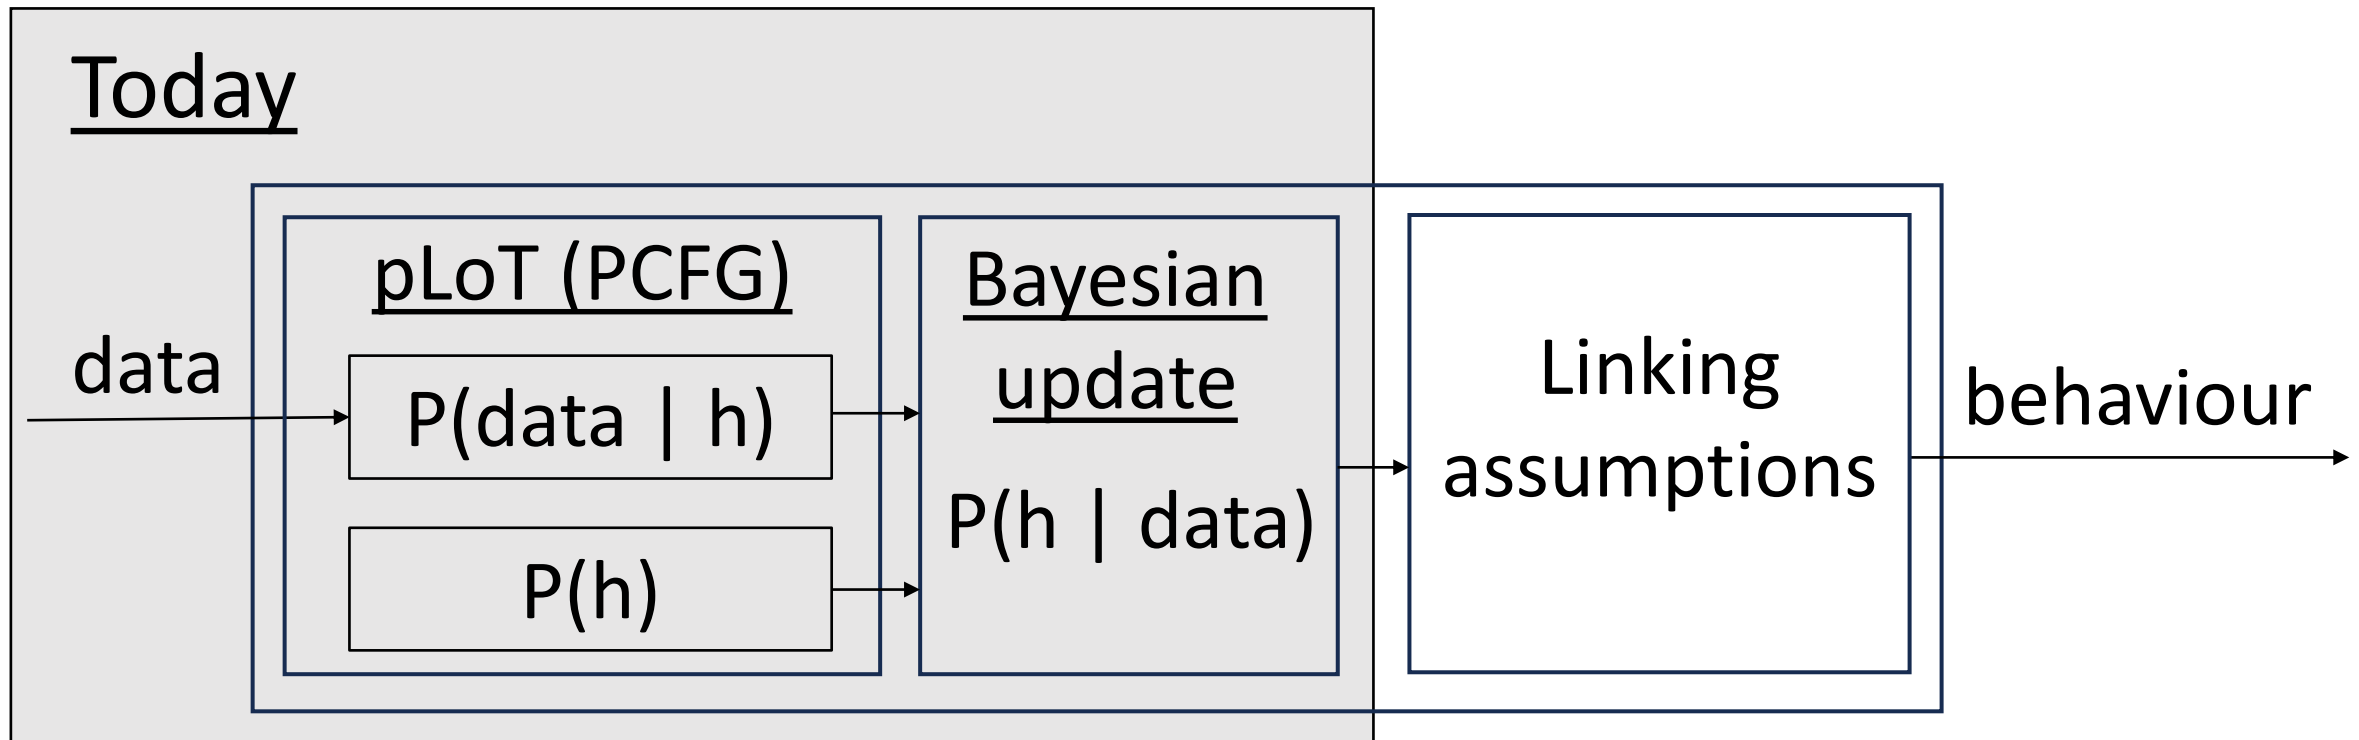 Today
data
pLoT (PCFG)
P(data | h)
P(h)
Bayesian
update
P(h | data)
Linking
assumptions
behaviour